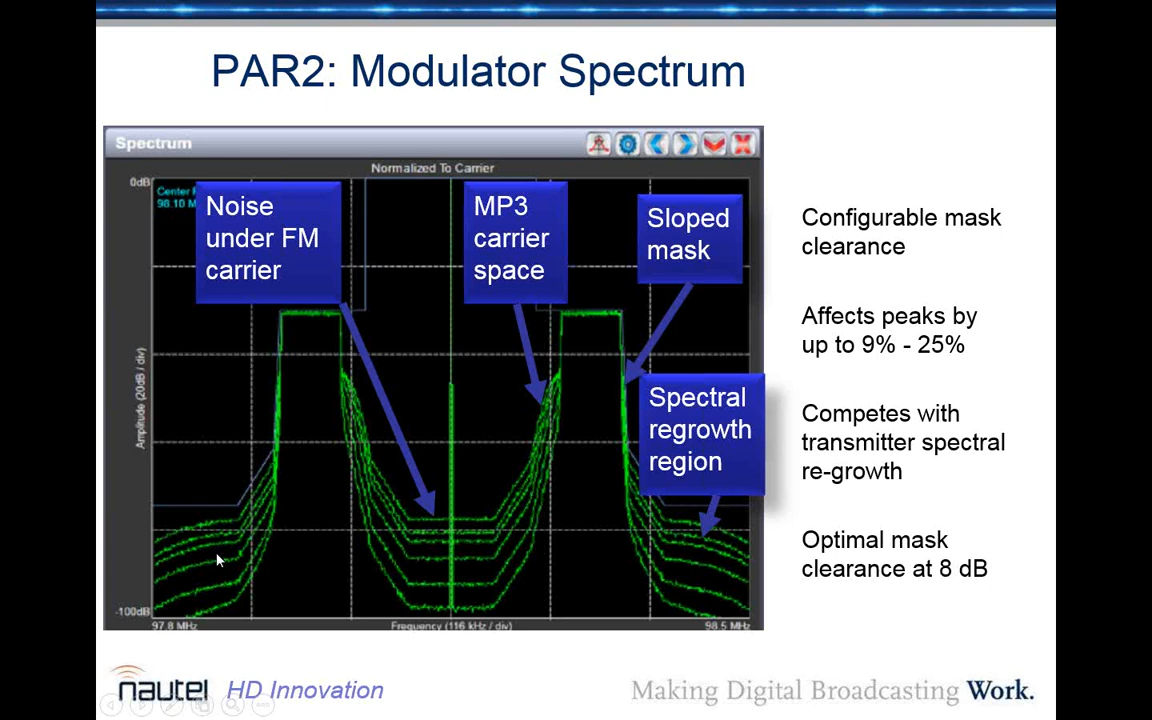 PAR2: Modulator Spectrum
Spectrum
Normalized To Carrier
0dB
98.10 M
Noise
under FM
carrier
MP3
carrier
space
Sloped
mask
Spectral
regrowth
region
Amplitude (20dB / div)
-100dB
97.8 MHz
Frequency (116 kHz / div)
98.5 MHz
Configurable mask
clearance
Affects peaks by
up to 9% - 25%
Competes with
transmitter spectral
re-growth
Optimal mask
clearance at 8 dB
nautel HD Innovation
Making Digital Broadcasting Work.